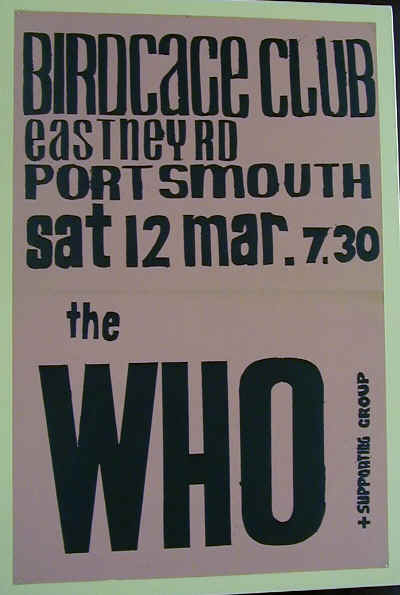 BIRDCAGE CLUB
eastney RD
PORTSMOUTH
sat 12 mar. 7.30
the
WHO
+ SUPPORTING GROUP